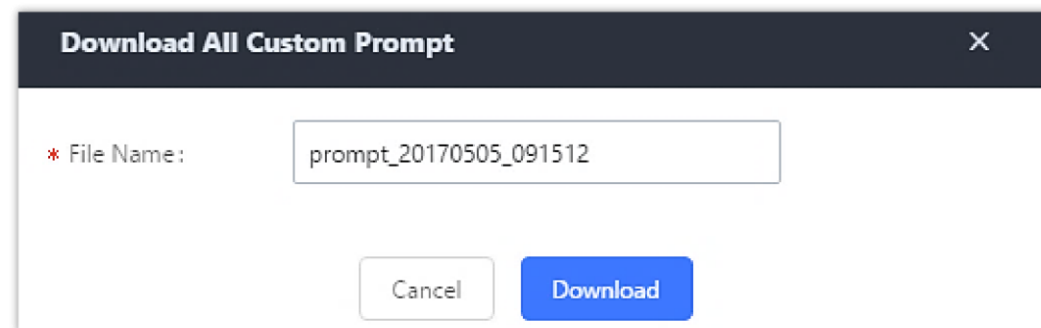 Download All Custom Prompt ×
* File Name: prompt_20170505_091512
Cancel Download